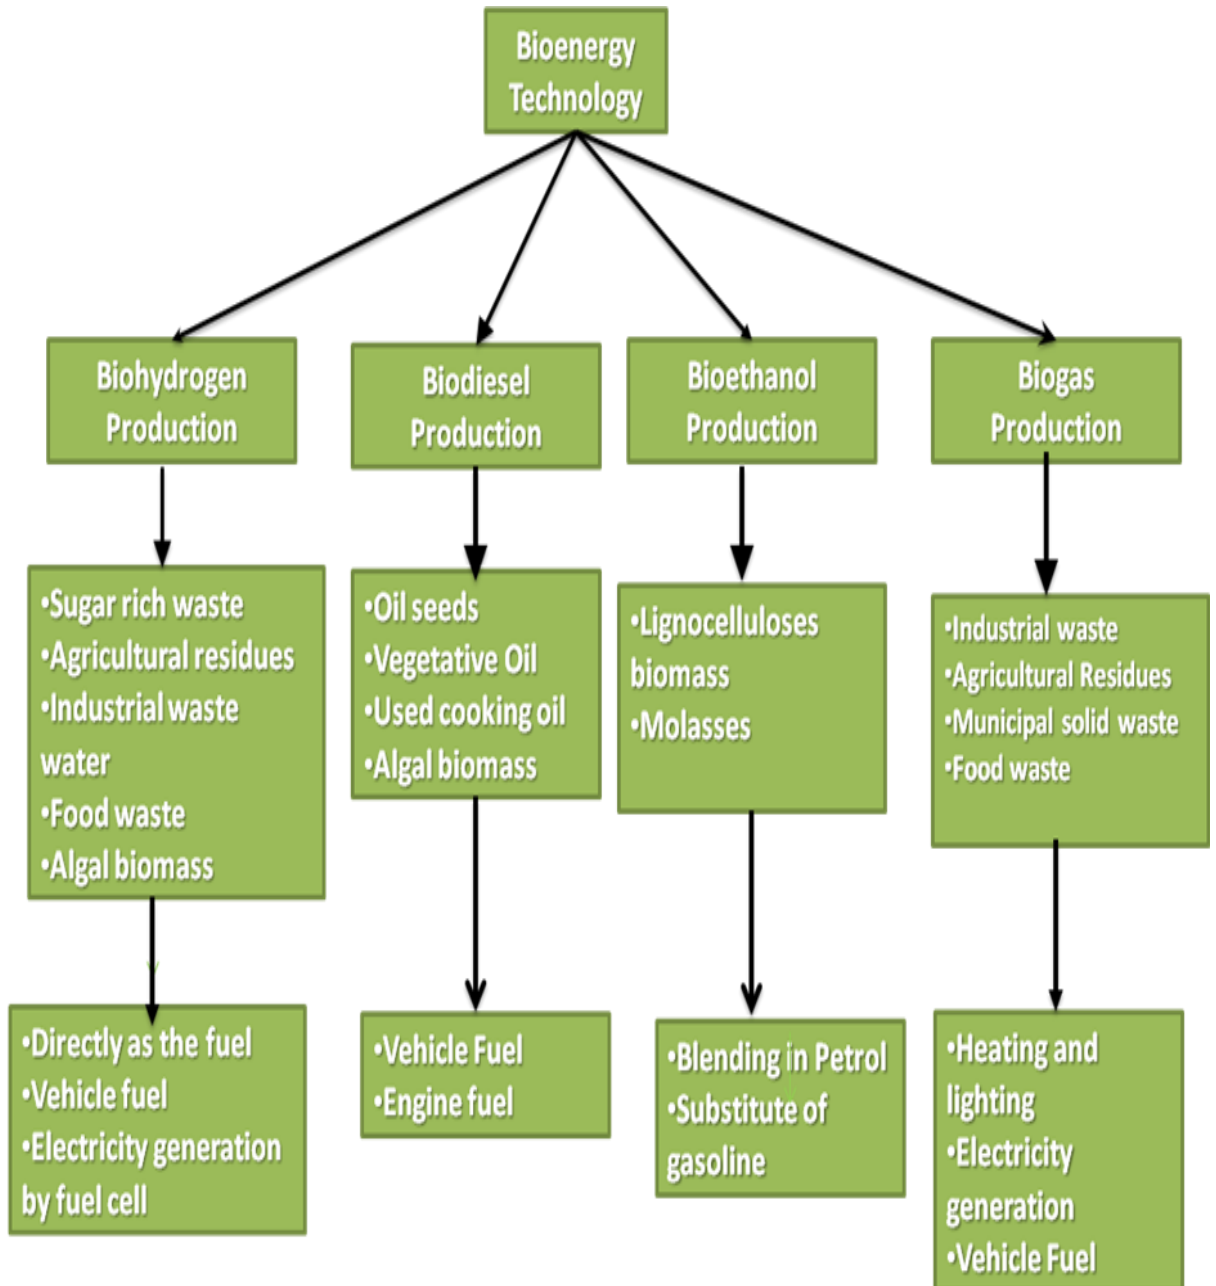 Bioenergy
Technology
Biohydrogen
Production
Biodiesel
Production
Bioethanol
Production
Biogas
Production
•Sugar rich waste
•Agricultural residues
•Industrial waste
water
•Food waste
•Algal biomass
•Oil seeds
•Vegetative Oil
•Used cooking oil
•Algal biomass
•Lignocelluloses
biomass
•Molasses
•Industrial waste
•Agricultural Residues
•Municipal solid waste
•Food waste
•Directly as the fuel
•Vehicle fuel
•Electricity generation
by fuel cell
•Vehicle Fuel
•Engine fuel
•Blending in Petrol
•Substitute of
gasoline
•Heating and
lighting
•Electricity
generation
•Vehicle Fuel